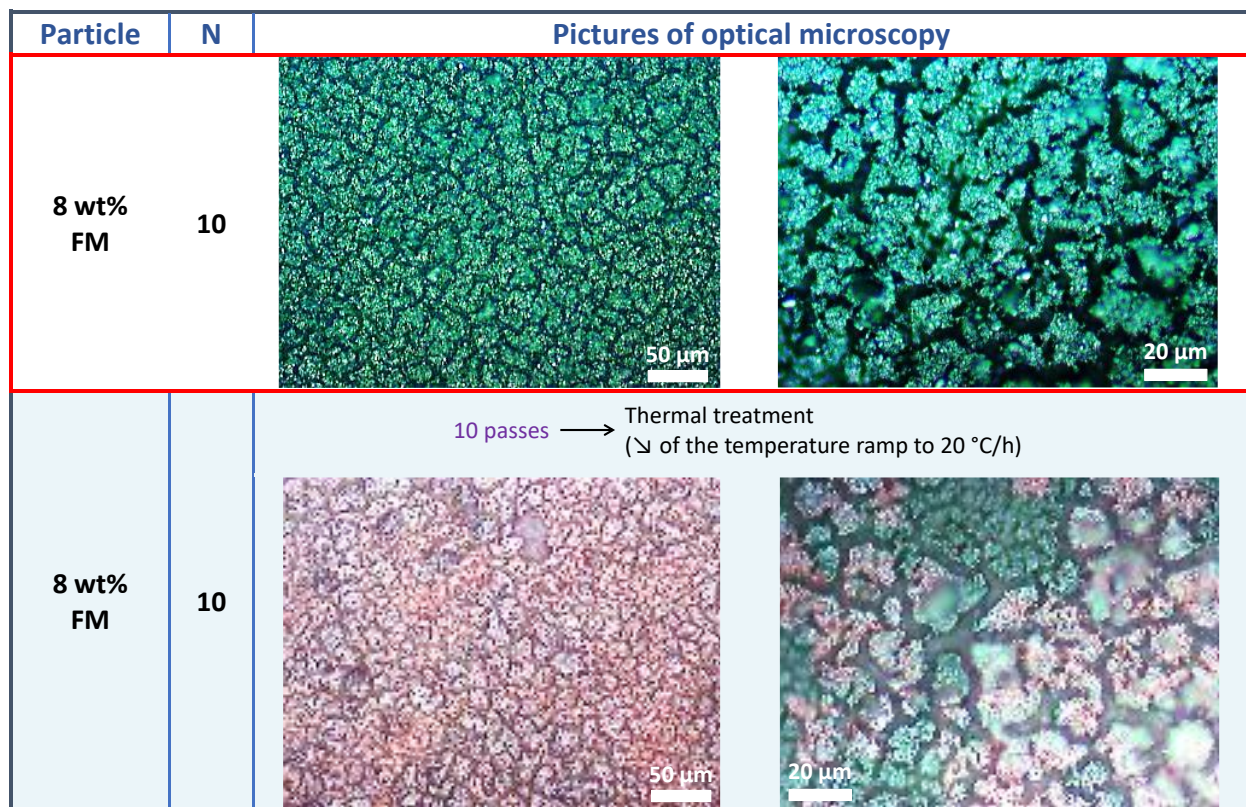 Particle N Pictures of optical microscopy
8 wt%
FM
10
50 µm
20 µm
10 passes ⟶ Thermal treatment
(↘ of the temperature ramp to 20 °C/h)
8 wt%
FM
10
50 µm
20 µm